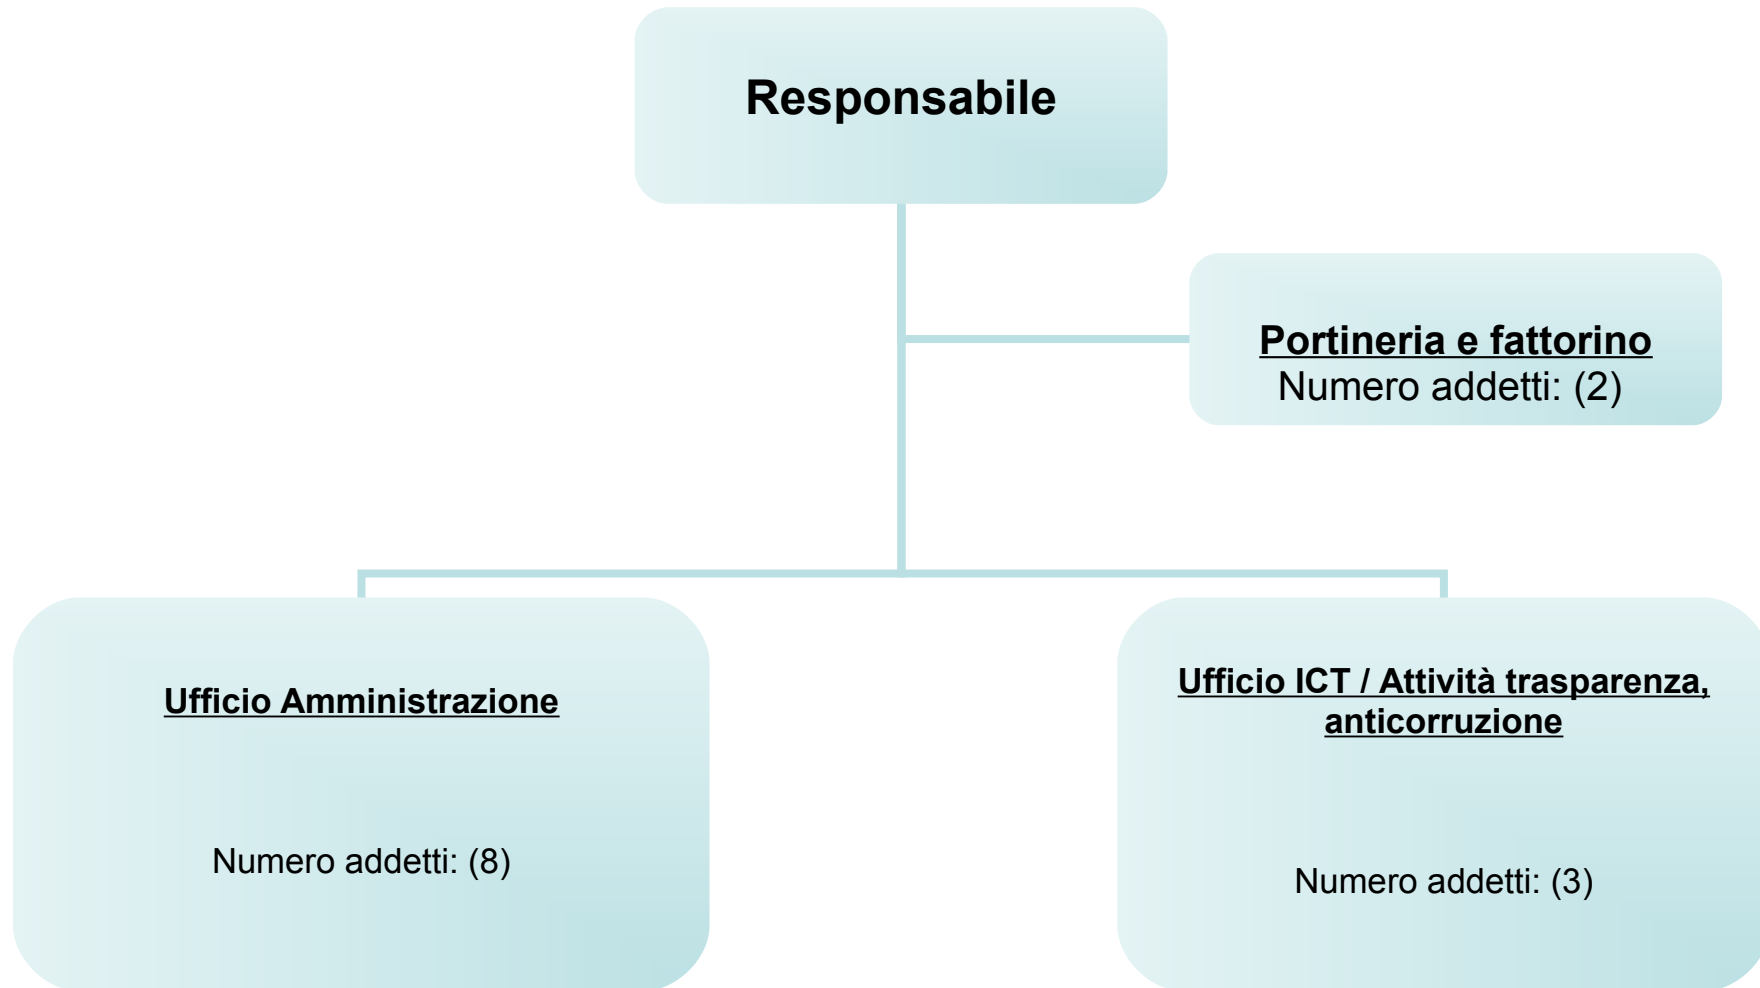 Responsabile
Portineria e fattorino
Numero addetti: (2)
Ufficio Amministrazione
Numero addetti: (8)
Ufficio ICT / Attività trasparenza,
anticorruzione
Numero addetti: (3)